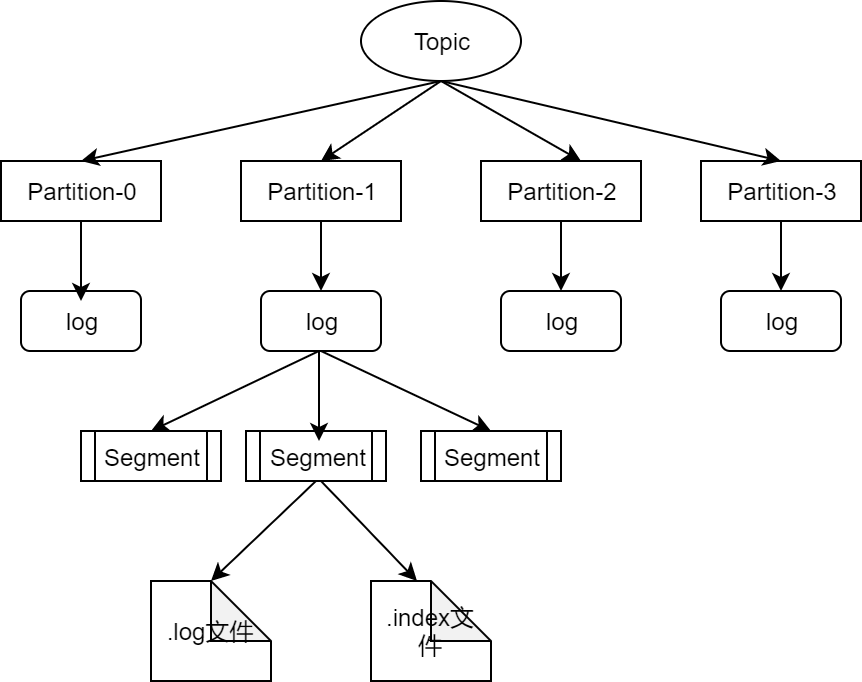 Topic
Partition-0
Partition-1
Partition-2
Partition-3
log
log
log
log
Segment
Segment
Segment
.log文件
.index文
件